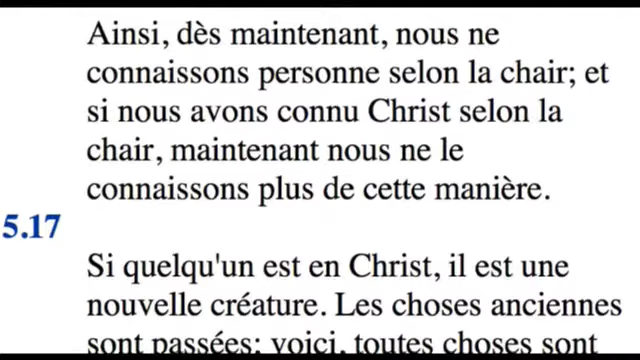 Ainsi, dès maintenant, nous ne
connaissons personne selon la chair; et
si nous avons connu Christ selon la
chair, maintenant nous ne le
connaissons plus de cette manière.
5.17
Si quelqu'un est en Christ, il est une
nouvelle créature. Les choses anciennes
sont passées; voici, toutes choses sont